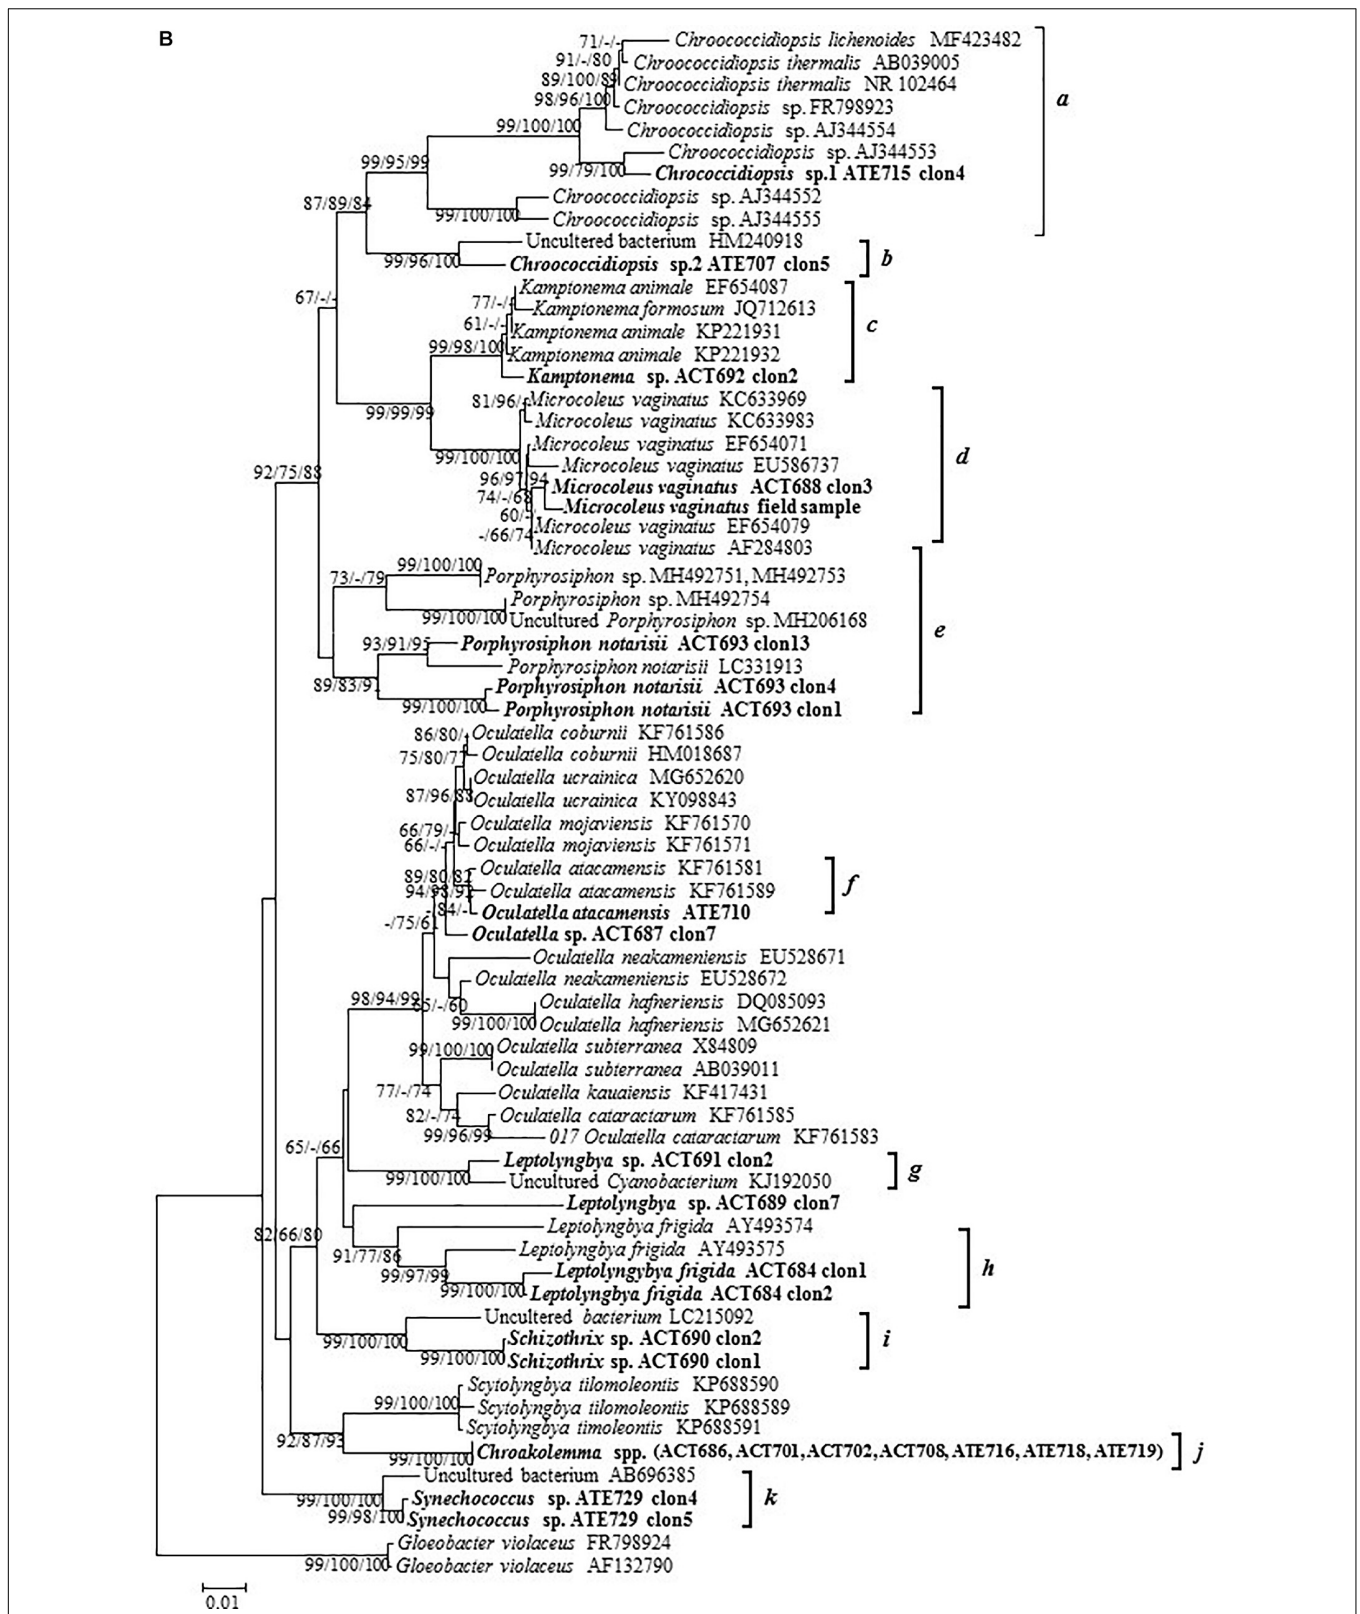 B
71/-/-
Chroococcidiopsis lichenoides MF423482
91/-/80
Chroococcidiopsis thermalis AB039005
89/100/89
Chroococcidiopsis thermalis NR 102464
98/96/100
Chroococcidiopsis sp. FR798923
a
99/100/100
Chroococcidiopsis sp. AJ344554
Chroococcidiopsis sp. AJ344553
99/95/99
99/79/100
Chrococcidiopsis sp.1 ATE715 clon4
87/89/84
Chroococcidiopsis sp. AJ344552
99/100/100
Chroococcidiopsis sp. AJ344555
Uncultered bacterium HM240918
99/96/100
Chroococcidiopsis sp.2 ATE707 clon5
b
Kamptonema animale EF654087
67/-/-
77/-/-
Kamptonema formosum JQ712613
61/-/-
Kamptonema animale KP221931
c
99/98/100
Kamptonema animale KP221932
Kamptonema sp. ACT692 clon2
81/96/-
Microcoleus vaginatus KC633969
99/99/99
Microcoleus vaginatus KC633983
Microcoleus vaginatus EF654071
99/100/100
Microcoleus vaginatus EU586737
d
92/75/88
96/97/94
Microcoleus vaginatus ACT688 clon3
74/-/68
Microcoleus vaginatus field sample
60/-/-
Microcoleus vaginatus EF654079
-/66/74
Microcoleus vaginatus AF284803
99/100/100
73/-/79
Porphyrosiphon sp. MH492751, MH492753
Porphyrosiphon sp. MH492754
99/100/100
Uncultured Porphyrosiphon sp. MH206168
e
93/91/95
Porphyrosiphon notarisii ACT693 clon13
Porphyrosiphon notarisii LC331913
89/83/91
Porphyrosiphon notarisii ACT693 clon4
99/100/100
Porphyrosiphon notarisii ACT693 clon1
86/80/-
Oculatella coburnii KF761586
75/80/77
Oculatella coburnii HM018687
Oculatella ucrainica MG652620
87/96/88
Oculatella ucrainica KY098843
66/79/-
Oculatella mojaviensis KF761570
66/-/-
Oculatella mojaviensis KF761571
89/80/82
Oculatella atacamensis KF761581
94/98/92
Oculatella atacamensis KF761589
f
-/84/-
Oculatella atacamensis ATE710
-/75/61
Oculatella sp. ACT687 clon7
Oculatella neakameniensis EU528671
Oculatella neakameniensis EU528672
98/94/99
65/-/60
Oculatella hafneriensis DQ085093
99/100/100
Oculatella hafneriensis MG652621
99/100/100
Oculatella subterranea X84809
Oculatella subterranea AB039011
77/-/74
Oculatella kauaiensis KF417431
82/-/74
Oculatella cataractarum KF761585
99/96/99
017 Oculatella cataractarum KF761583
65/-/66
Leptolyngbya sp. ACT691 clon2
99/100/100
Uncultured Cyanobacterium KJ192050
g
Leptolyngbya sp. ACT689 clon7
82/66/80
Leptolyngbya frigida AY493574
91/77/86
Leptolyngbya frigida AY493575
99/97/99
Leptolyngybya frigida ACT684 clon1
h
99/100/100
Leptolyngbya frigida ACT684 clon2
Uncultered bacterium LC215092
99/100/100
Schizothrix sp. ACT690 clon2
i
99/100/100
Schizothrix sp. ACT690 clon1
Scytolyngbya tilomoleontis KP688590
99/100/100
Scytolyngbya tilomoleontis KP688589
Scytolyngbya timoleontis KP688591
92/87/93
99/100/100
Chroakolemma spp. (ACT686, ACT701, ACT702, ACT708, ATE716, ATE718, ATE719)
j
Uncultured bacterium AB696385
99/100/100
Synechococcus sp. ATE729 clon4
k
99/98/100
Synechococcus sp. ATE729 clon5
Gloeobacter violaceus FR798924
99/100/100
Gloeobacter violaceus AF132790
0.01